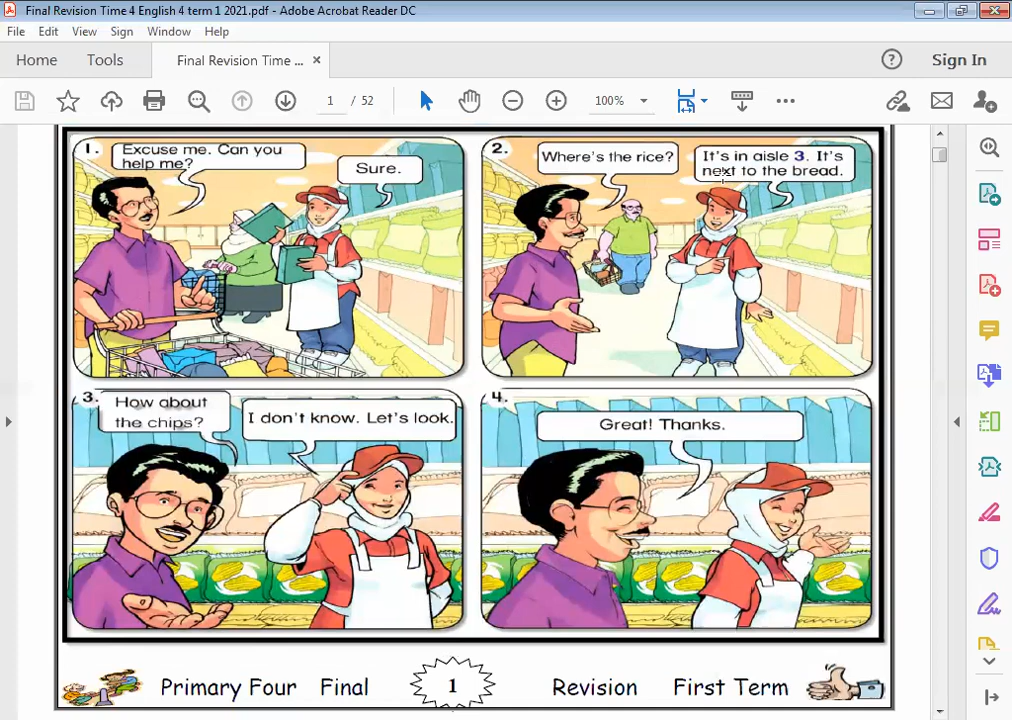 Final Revision Time 4 English 4 term 1 2021.pdf - Adobe Acrobat Reader DC
File Edit View Sign Window Help
Home Tools Final Revision Time ... × Sign In
1 / 52 100%
1. Excuse me. Can you
help me?
Sure.
2. Where's the rice?
It's in aisle 3. It's
next to the bread.
3. How about
the chips?
I don't know. Let's look.
4. Great! Thanks.
Primary Four Final 1 Revision First Term